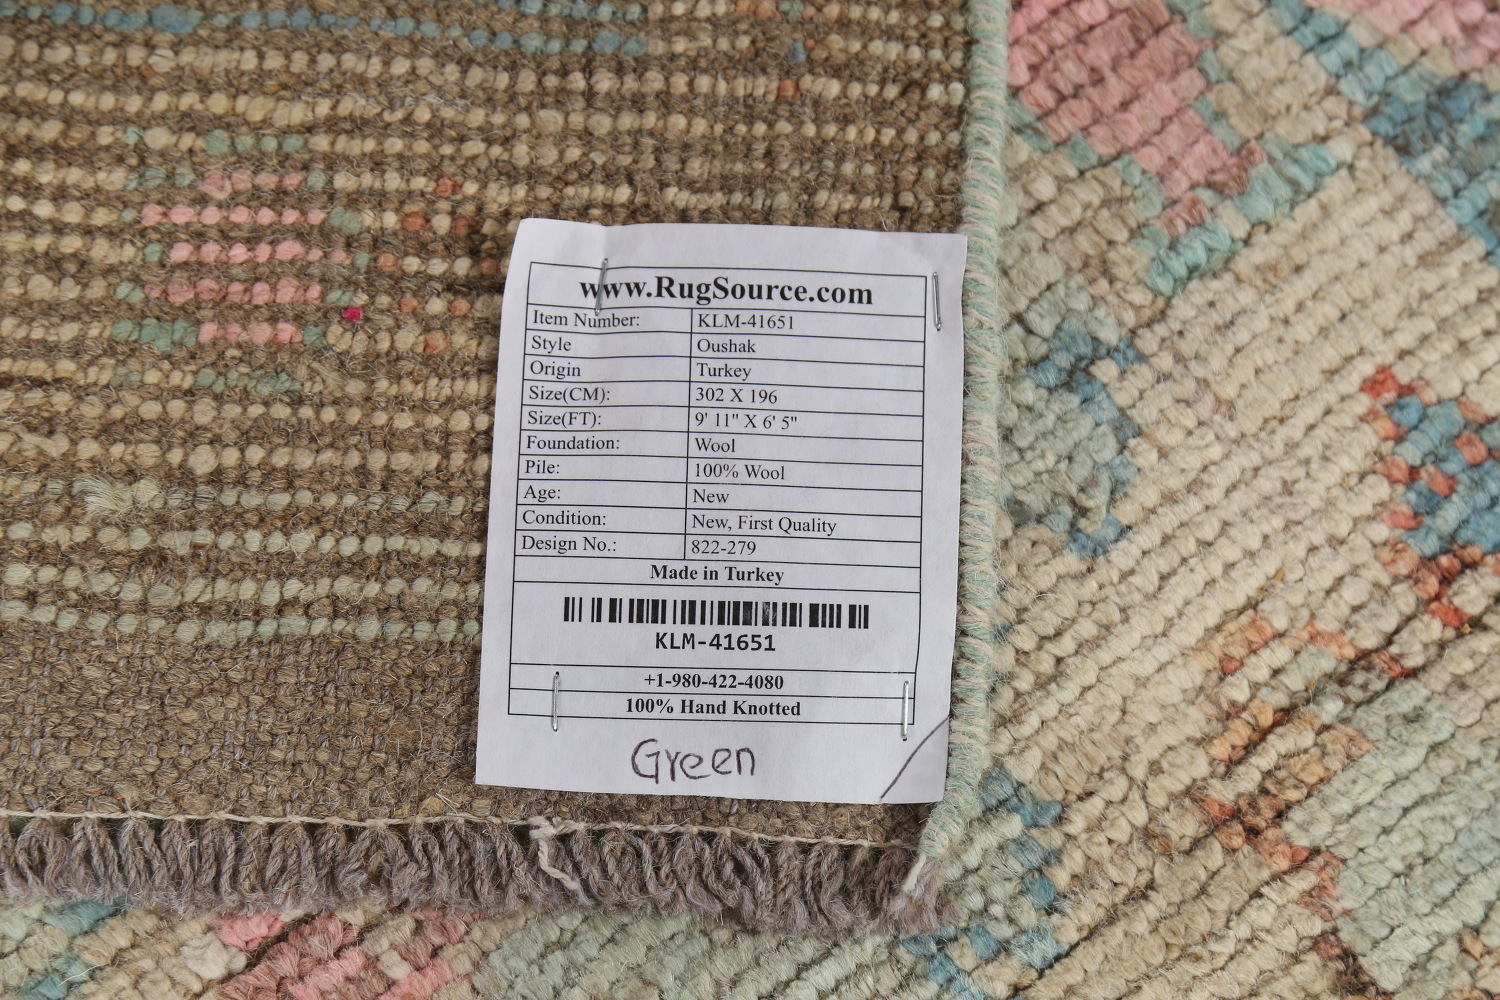 www.RugSource.com
Item Number: KLM-41651
Style Oushak
Origin Turkey
Size(CM): 302 X 196
Size(FT): 9' 11" X 6' 5"
Foundation: Wool
Pile: 100% Wool
Age: New
Condition: New, First Quality
Design No.: 822-279
Made in Turkey
KLM-41651
+1-980-422-4080
100% Hand Knotted
Green